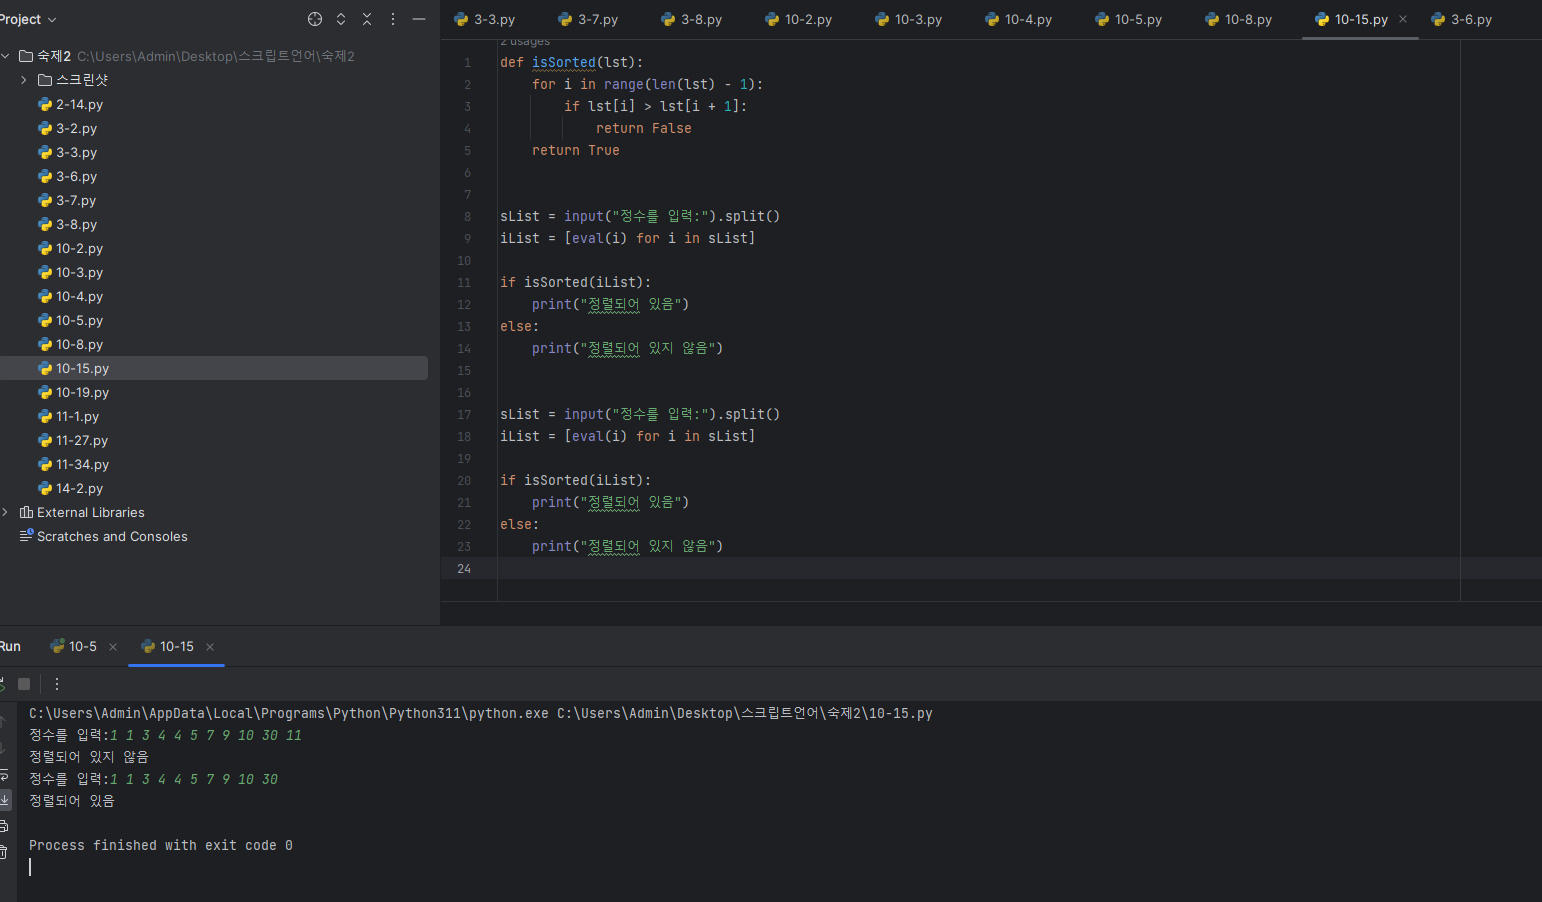 Project
3-3.py 3-7.py 3-8.py 10-2.py 10-3.py 10-4.py 10-5.py 10-8.py 10-15.py 3-6.py
숙제2 C:\Users\Admin\Desktop\스크립트언어\숙제2
스크린샷
2-14.py
3-2.py
3-3.py
3-6.py
3-7.py
3-8.py
10-2.py
10-3.py
10-4.py
10-5.py
10-8.py
10-15.py
10-19.py
11-1.py
11-27.py
11-34.py
14-2.py
External Libraries
Scratches and Consoles
2 usages
1 def isSorted(lst):
2 for i in range(len(lst) - 1):
3 if lst[i] > lst[i + 1]:
4 return False
5 return True
6
7
8 sList = input("정수를 입력:").split()
9 iList = [eval(i) for i in sList]
10
11 if isSorted(iList):
12 print("정렬되어 있음")
13 else:
14 print("정렬되어 있지 않음")
15
16
17 sList = input("정수를 입력:").split()
18 iList = [eval(i) for i in sList]
19
20 if isSorted(iList):
21 print("정렬되어 있음")
22 else:
23 print("정렬되어 있지 않음")
24
Run 10-5 10-15
C:\Users\Admin\AppData\Local\Programs\Python\Python311\python.exe C:\Users\Admin\Desktop\스크립트언어\숙제2\10-15.py
정수를 입력:1 1 3 4 4 5 7 9 10 30 11
정렬되어 있지 않음
정수를 입력:1 1 3 4 4 5 7 9 10 30
정렬되어 있음
Process finished with exit code 0